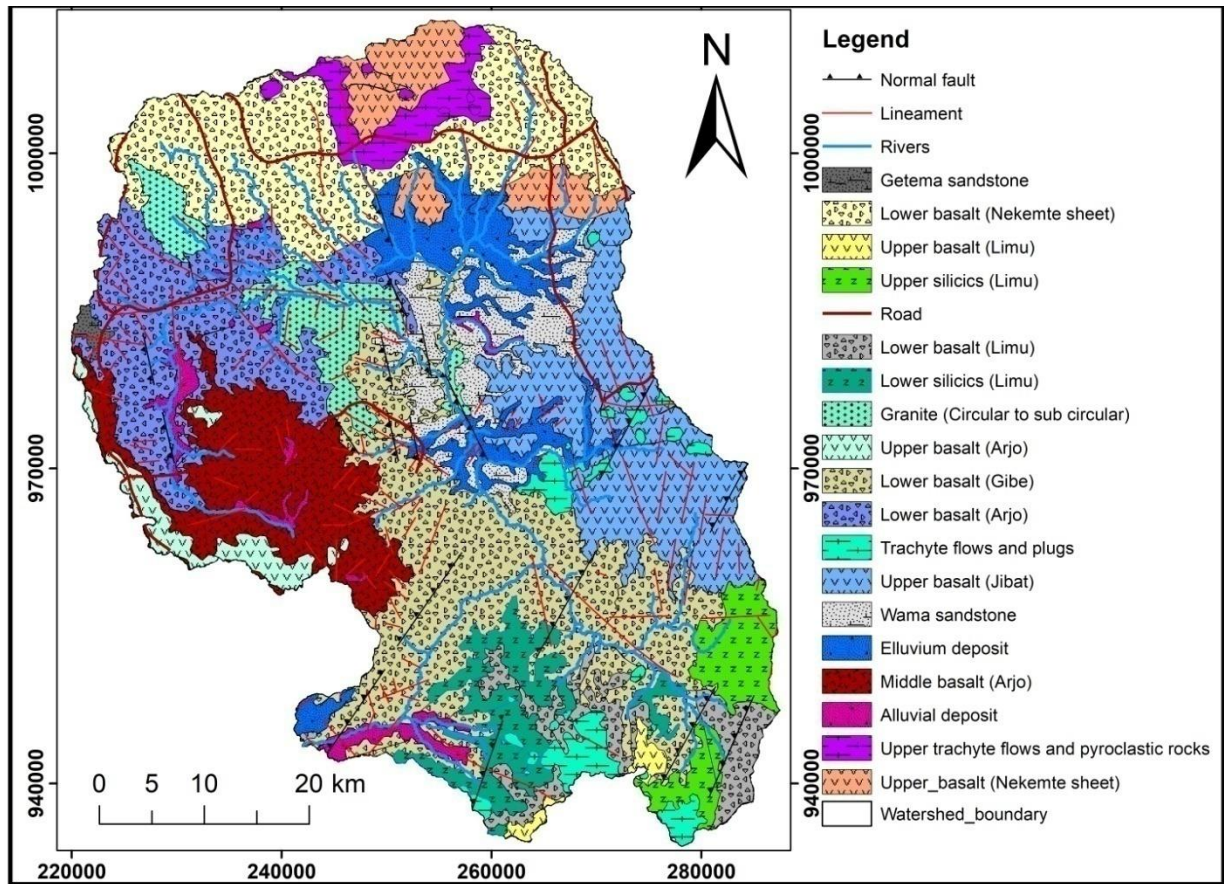 N
Legend
Normal fault
Lineament
Rivers
Getema sandstone
Lower basalt (Nekemte sheet)
Upper basalt (Limu)
Upper silicics (Limu)
Road
Lower basalt (Limu)
Lower silicics (Limu)
Granite (Circular to sub circular)
Upper basalt (Arjo)
Lower basalt (Gibe)
Lower basalt (Arjo)
Trachyte flows and plugs
Upper basalt (Jibat)
Wama sandstone
Elluvium deposit
Middle basalt (Arjo)
Alluvial deposit
Upper trachyte flows and pyroclastic rocks
Upper_basalt (Nekemte sheet)
Watershed_boundary
1000000
970000
940000
1000000
970000
940000
0 5 10 20 km
220000 240000 260000 280000